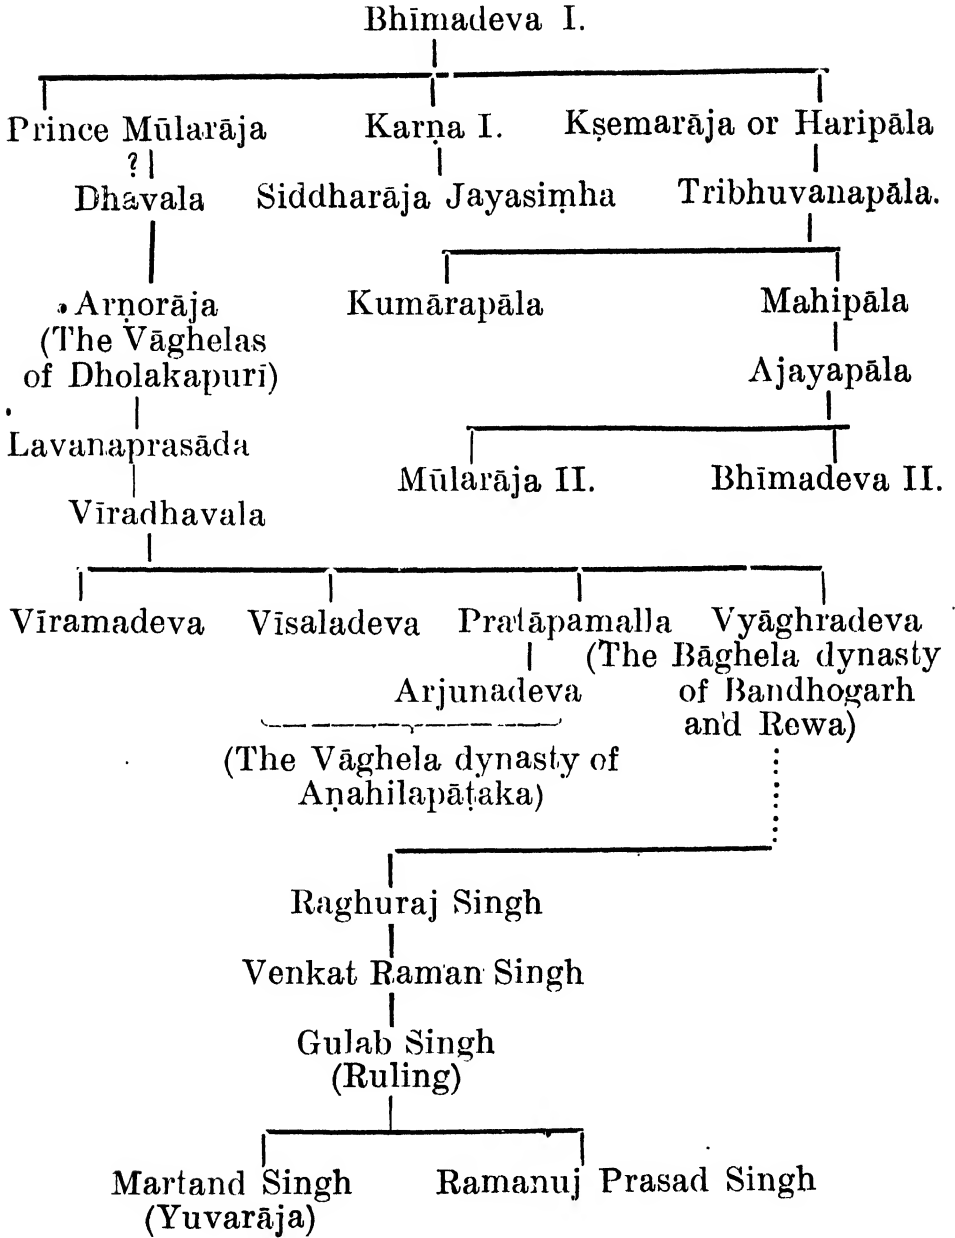 Bhīmadeva I.
Prince Mūlarāja Karṇa I. Kṣemarāja or Haripāla
?
Dhavala Siddharāja Jayasiṃha Tribhuvanapāla.
Arṇorāja Kumārapāla Mahipāla
(The Vāghelas
of Dholakapurī) Ajayapāla
Lavanaprasāda
Mūlarāja II. Bhīmadeva II.
Vīradhavala
Vīramadeva Vīsaladeva Pratāpamalla Vyāghradeva
(The Bāghela dynasty
Arjunadeva of Bandhogarh
and Rewa)
(The Vāghela dynasty of
Aṇahilapāṭaka)
Raghuraj Singh
Venkat Raman Singh
Gulab Singh
(Ruling)
Martand Singh Ramanuj Prasad Singh
(Yuvarāja)